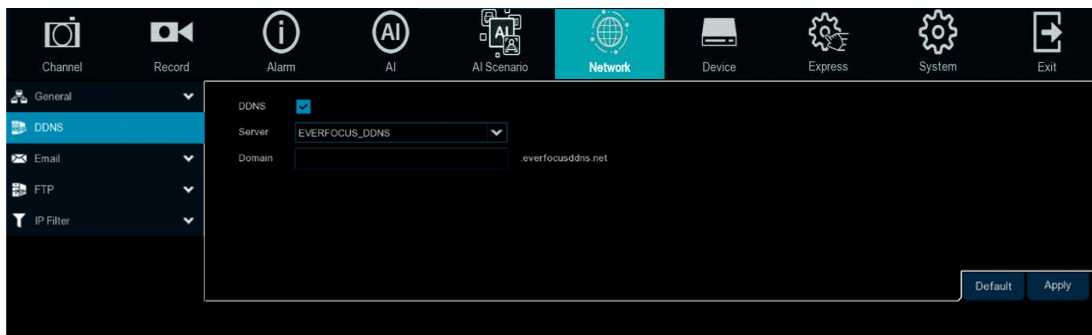 Channel Record Alarm AI AI Scenario Network Device Express System Exit
General
DDNS
Email
FTP
IP Filter
DDNS
Server EVERFOCUS_DDNS
Domain .everfocusddns.net
Default Apply